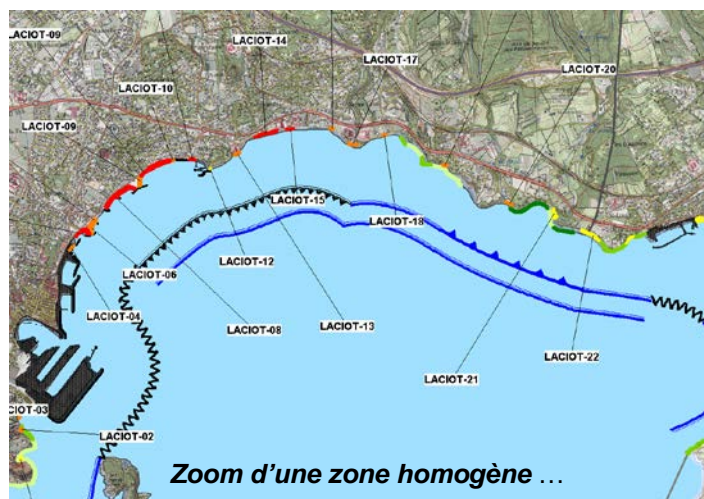 LACIOT-09
LACIOT-14
LACIOT-17
LACIOT-20
LACIOT-10
LACIOT-09
LACIOT-15
LACIOT-18
LACIOT-06
LACIOT-12
LACIOT-04
LACIOT-08
LACIOT-13
LACIOT-22
LACIOT-21
LACIOT-03
LACIOT-02
Zoom d'une zone homogène ...